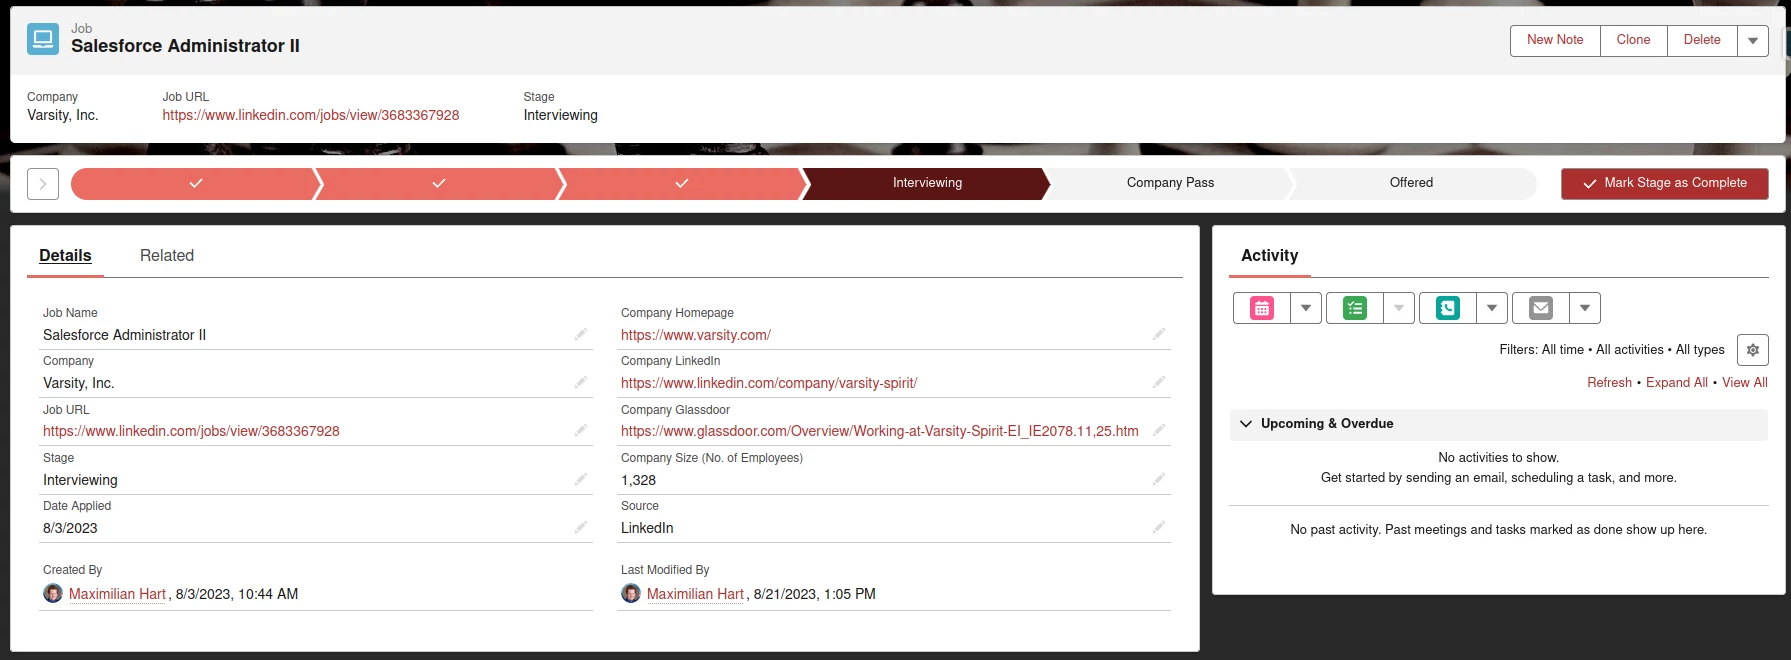 Job
Salesforce Administrator II
New Note
Clone
Delete
Company
Job URL
Stage
Varsity, Inc.
https://www.linkedin.com/jobs/view/3683367928
Interviewing
Interviewing
Company Pass
Offered
Mark Stage as Complete
Details
Related
Job Name
Salesforce Administrator II
Company Homepage
https://www.varsity.com/
Company
Varsity, Inc.
Company LinkedIn
https://www.linkedin.com/company/varsity-spirit/
Job URL
https://www.linkedin.com/jobs/view/3683367928
Company Glassdoor
https://www.glassdoor.com/Overview/Working-at-Varsity-Spirit-EI_IE2078.11,25.htm
Stage
Interviewing
Company Size (No. of Employees)
1,328
Date Applied
8/3/2023
Source
LinkedIn
Created By
Maximilian Hart, 8/3/2023, 10:44 AM
Last Modified By
Maximilian Hart, 8/21/2023, 1:05 PM
Activity
Filters: All time • All activities • All types
Refresh • Expand All • View All
Upcoming & Overdue
No activities to show.
Get started by sending an email, scheduling a task, and more.
No past activity. Past meetings and tasks marked as done show up here.